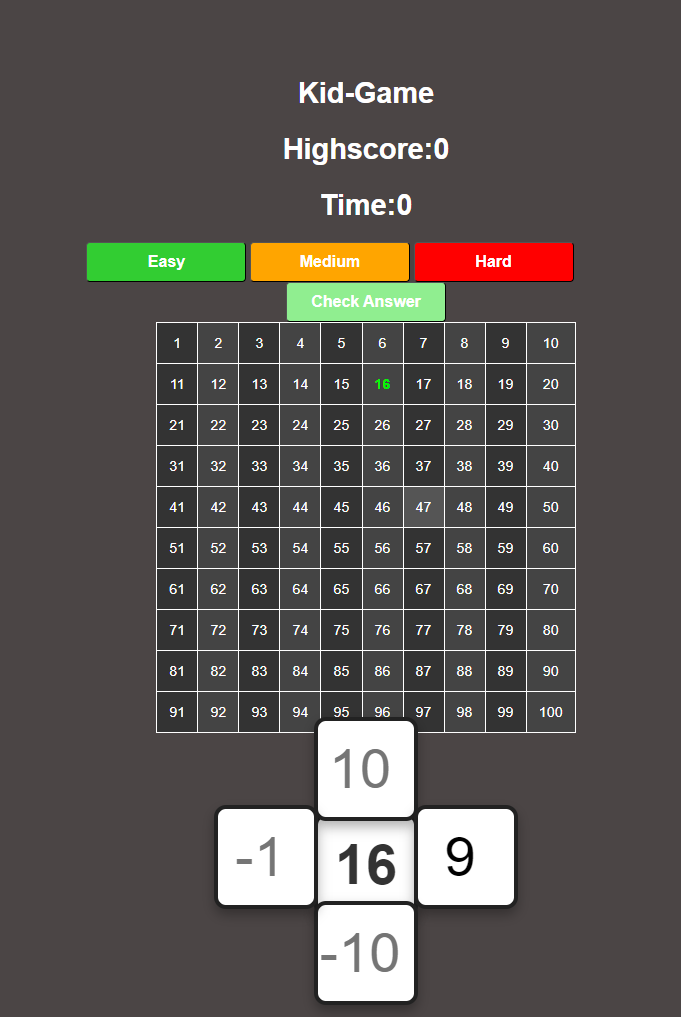 Kid-Game
Highscore:0
Time:0
Easy Medium Hard
Check Answer
1 2 3 4 5 6 7 8 9 10
11 12 13 14 15 16 17 18 19 20
21 22 23 24 25 26 27 28 29 30
31 32 33 34 35 36 37 38 39 40
41 42 43 44 45 46 47 48 49 50
51 52 53 54 55 56 57 58 59 60
61 62 63 64 65 66 67 68 69 70
71 72 73 74 75 76 77 78 79 80
81 82 83 84 85 86 87 88 89 90
91 92 93 94 95 96 97 98 99 100
10
-1 16 9
-10